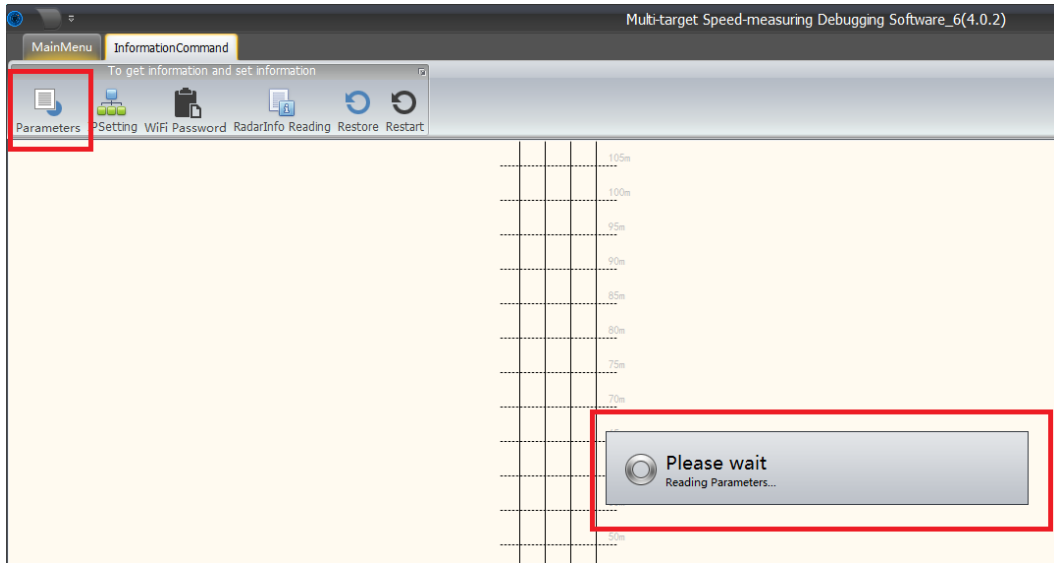 Multi-target Speed-measuring Debugging Software_6(4.0.2)
MainMenu InformationCommand
To get information and set information
Parameters PSetting WiFi Password RadarInfo Reading Restore Restart
105m
100m
95m
90m
85m
80m
75m
70m
Please wait
Reading Parameters...
50m